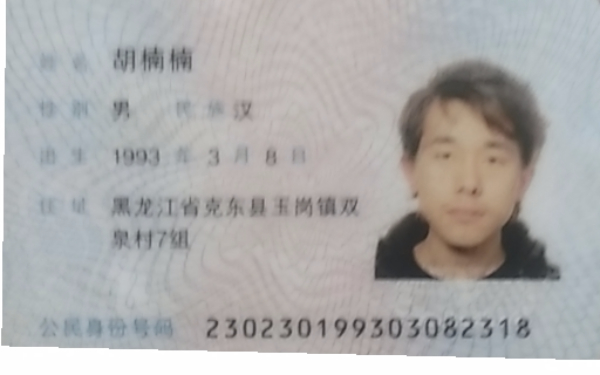 姓名 胡楠楠
性别 男 民族 汉
出生 1993 年 3 月 8 日
住址 黑龙江省克东县玉岗镇双
泉村7组
公民身份号码 230230199303082318